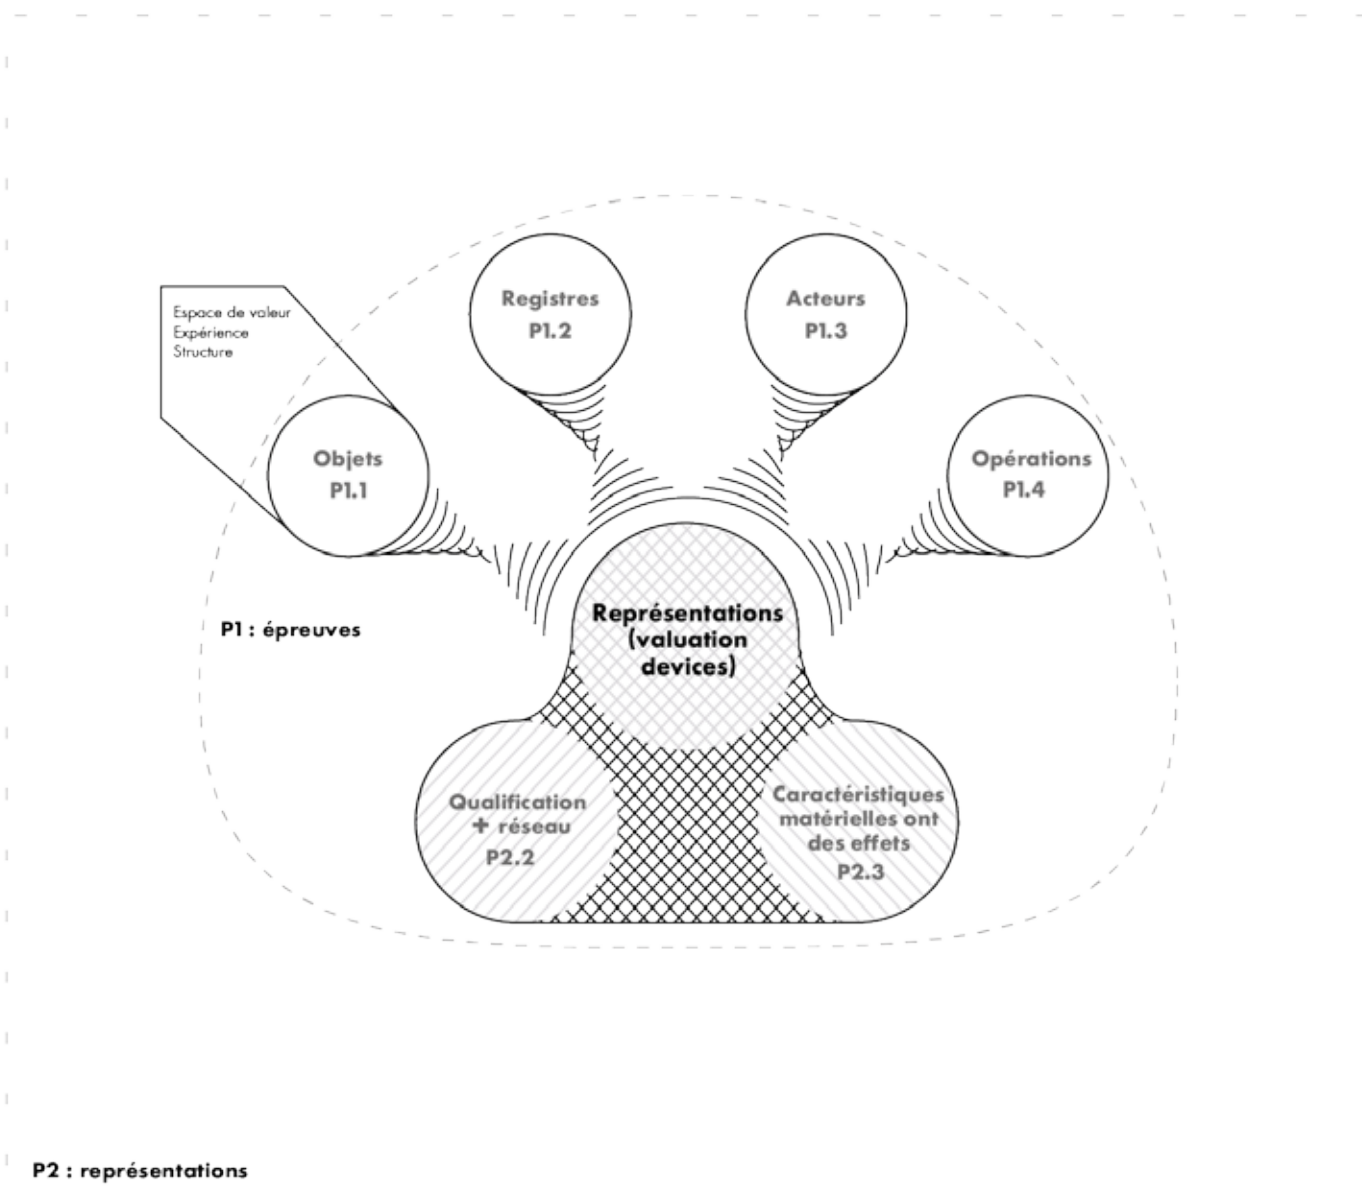 Registres
P1.2
Acteurs
P1.3
Espace de valeur
Expérience
Structure
Objets
P1.1
Opérations
P1.4
P1 : épreuves
Représentations
(valuation
devices)
Qualification
+ réseau
P2.2
Caractéristiques
matérielles ont
des effets
P2.3
P2 : représentations